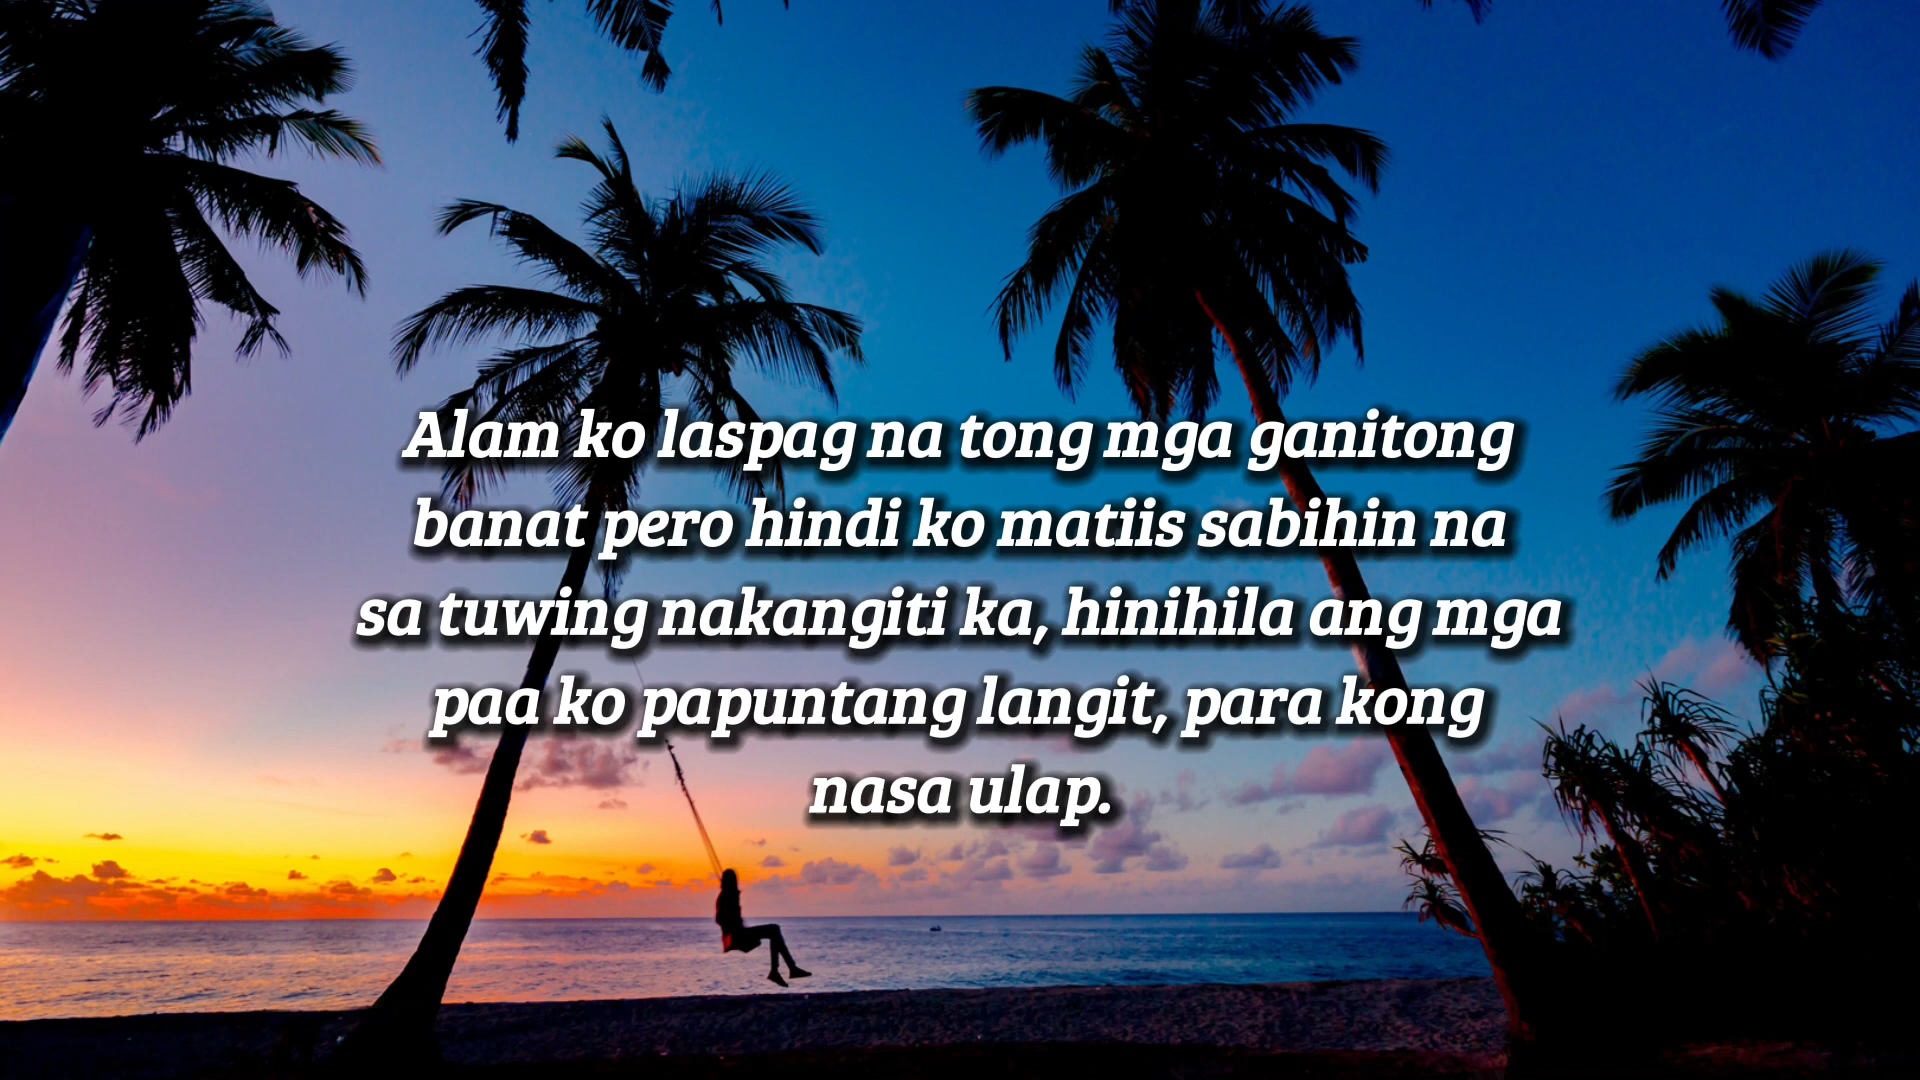 Alam ko laspag na tong mga ganitong
banat pero hindi ko matiis sabihin na
sa tuwing nakangiti ka, hinihila ang mga
paa ko papuntang langit, para kong
nasa ulap.